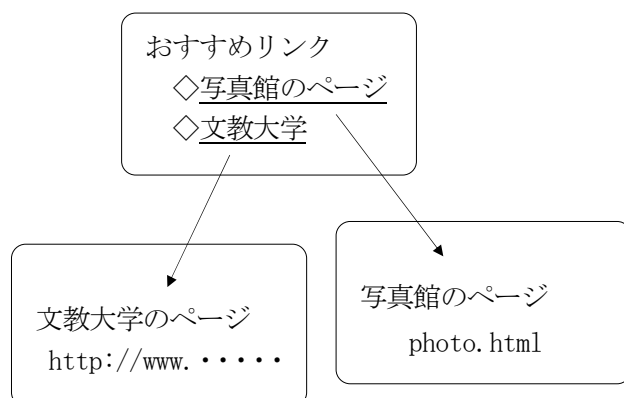 おすすめリンク
◇写真館のページ
◇文教大学
文教大学のページ
http://www.・・・・・
写真館のページ
photo.html